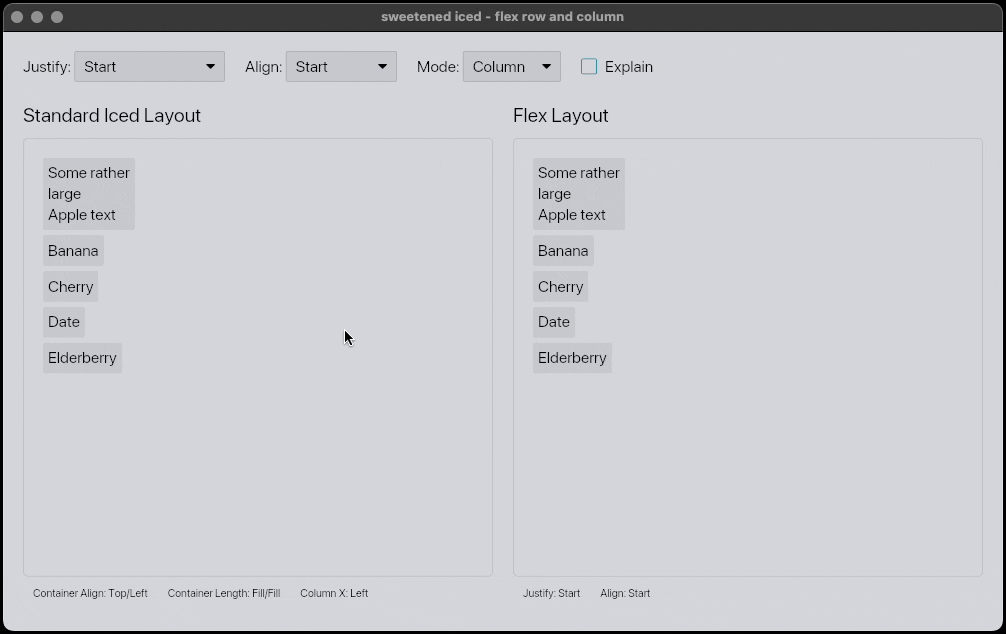 sweetened iced - flex row and column
Justify: Start Align: Start Mode: Column Explain
Standard Iced Layout
Some rather
large
Apple text
Banana
Cherry
Date
Elderberry
Container Align: Top/Left Container Length: Fill/Fill Column X: Left
Flex Layout
Some rather
large
Apple text
Banana
Cherry
Date
Elderberry
Justify: Start Align: Start